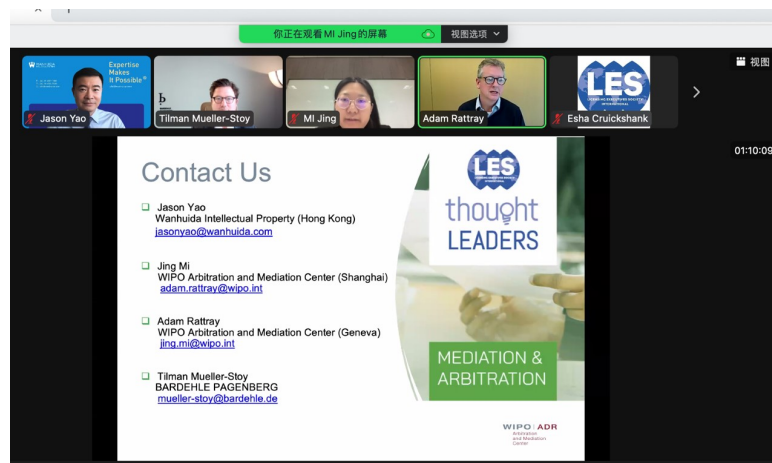 你正在观看MI Jing的屏幕
视图选项
视图
Expertise
Makes
It Possible
Jason Yao
Tilman Mueller-Stoy
MI Jing
Adam Rattray
LES
Esha Cruickshank
01:10:09
Contact Us
Jason Yao
Wanhuida Intellectual Property (Hong Kong)
jasonyao@wanhuida.com
Jing Mi
WIPO Arbitration and Mediation Center (Shanghai)
adam.rattray@wipo.int
Adam Rattray
WIPO Arbitration and Mediation Center (Geneva)
jing.mi@wipo.int
Tilman Mueller-Stoy
BARDEHLE PAGENBERG
mueller-stoy@bardehle.de
LES
thought
LEADERS
MEDIATION &
ARBITRATION
WIPO|ADR
Arbitration
and Mediation
Center